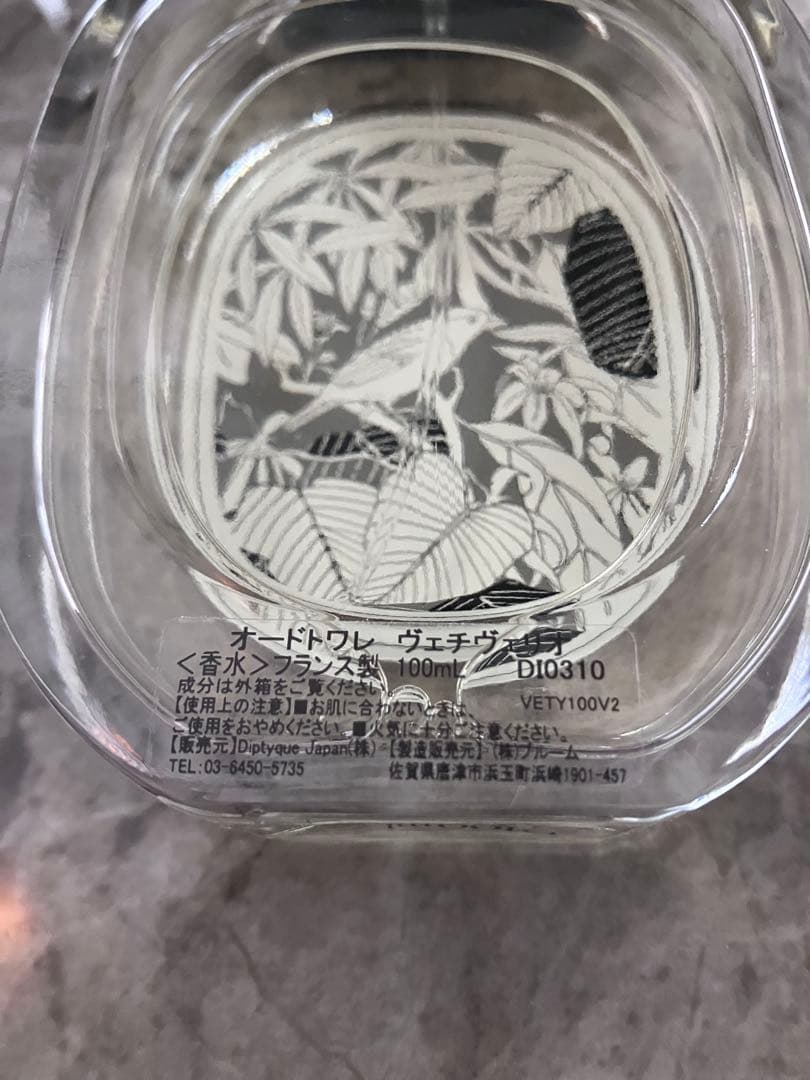 オードトワレ ヴェチヴェリオ
＜香水＞フランス製 100mL DI0310
成分は外箱をご覧ください
VETY100V2
【使用上の注意】■お肌に合わないときは、
ご使用をおやめください。■火気に十分ご注意ください。
【販売元】Diptyque Japan(株) 【製造販売元】(株)ブルーム
TEL:03-6450-5735 佐賀県唐津市浜玉町浜崎1901-457